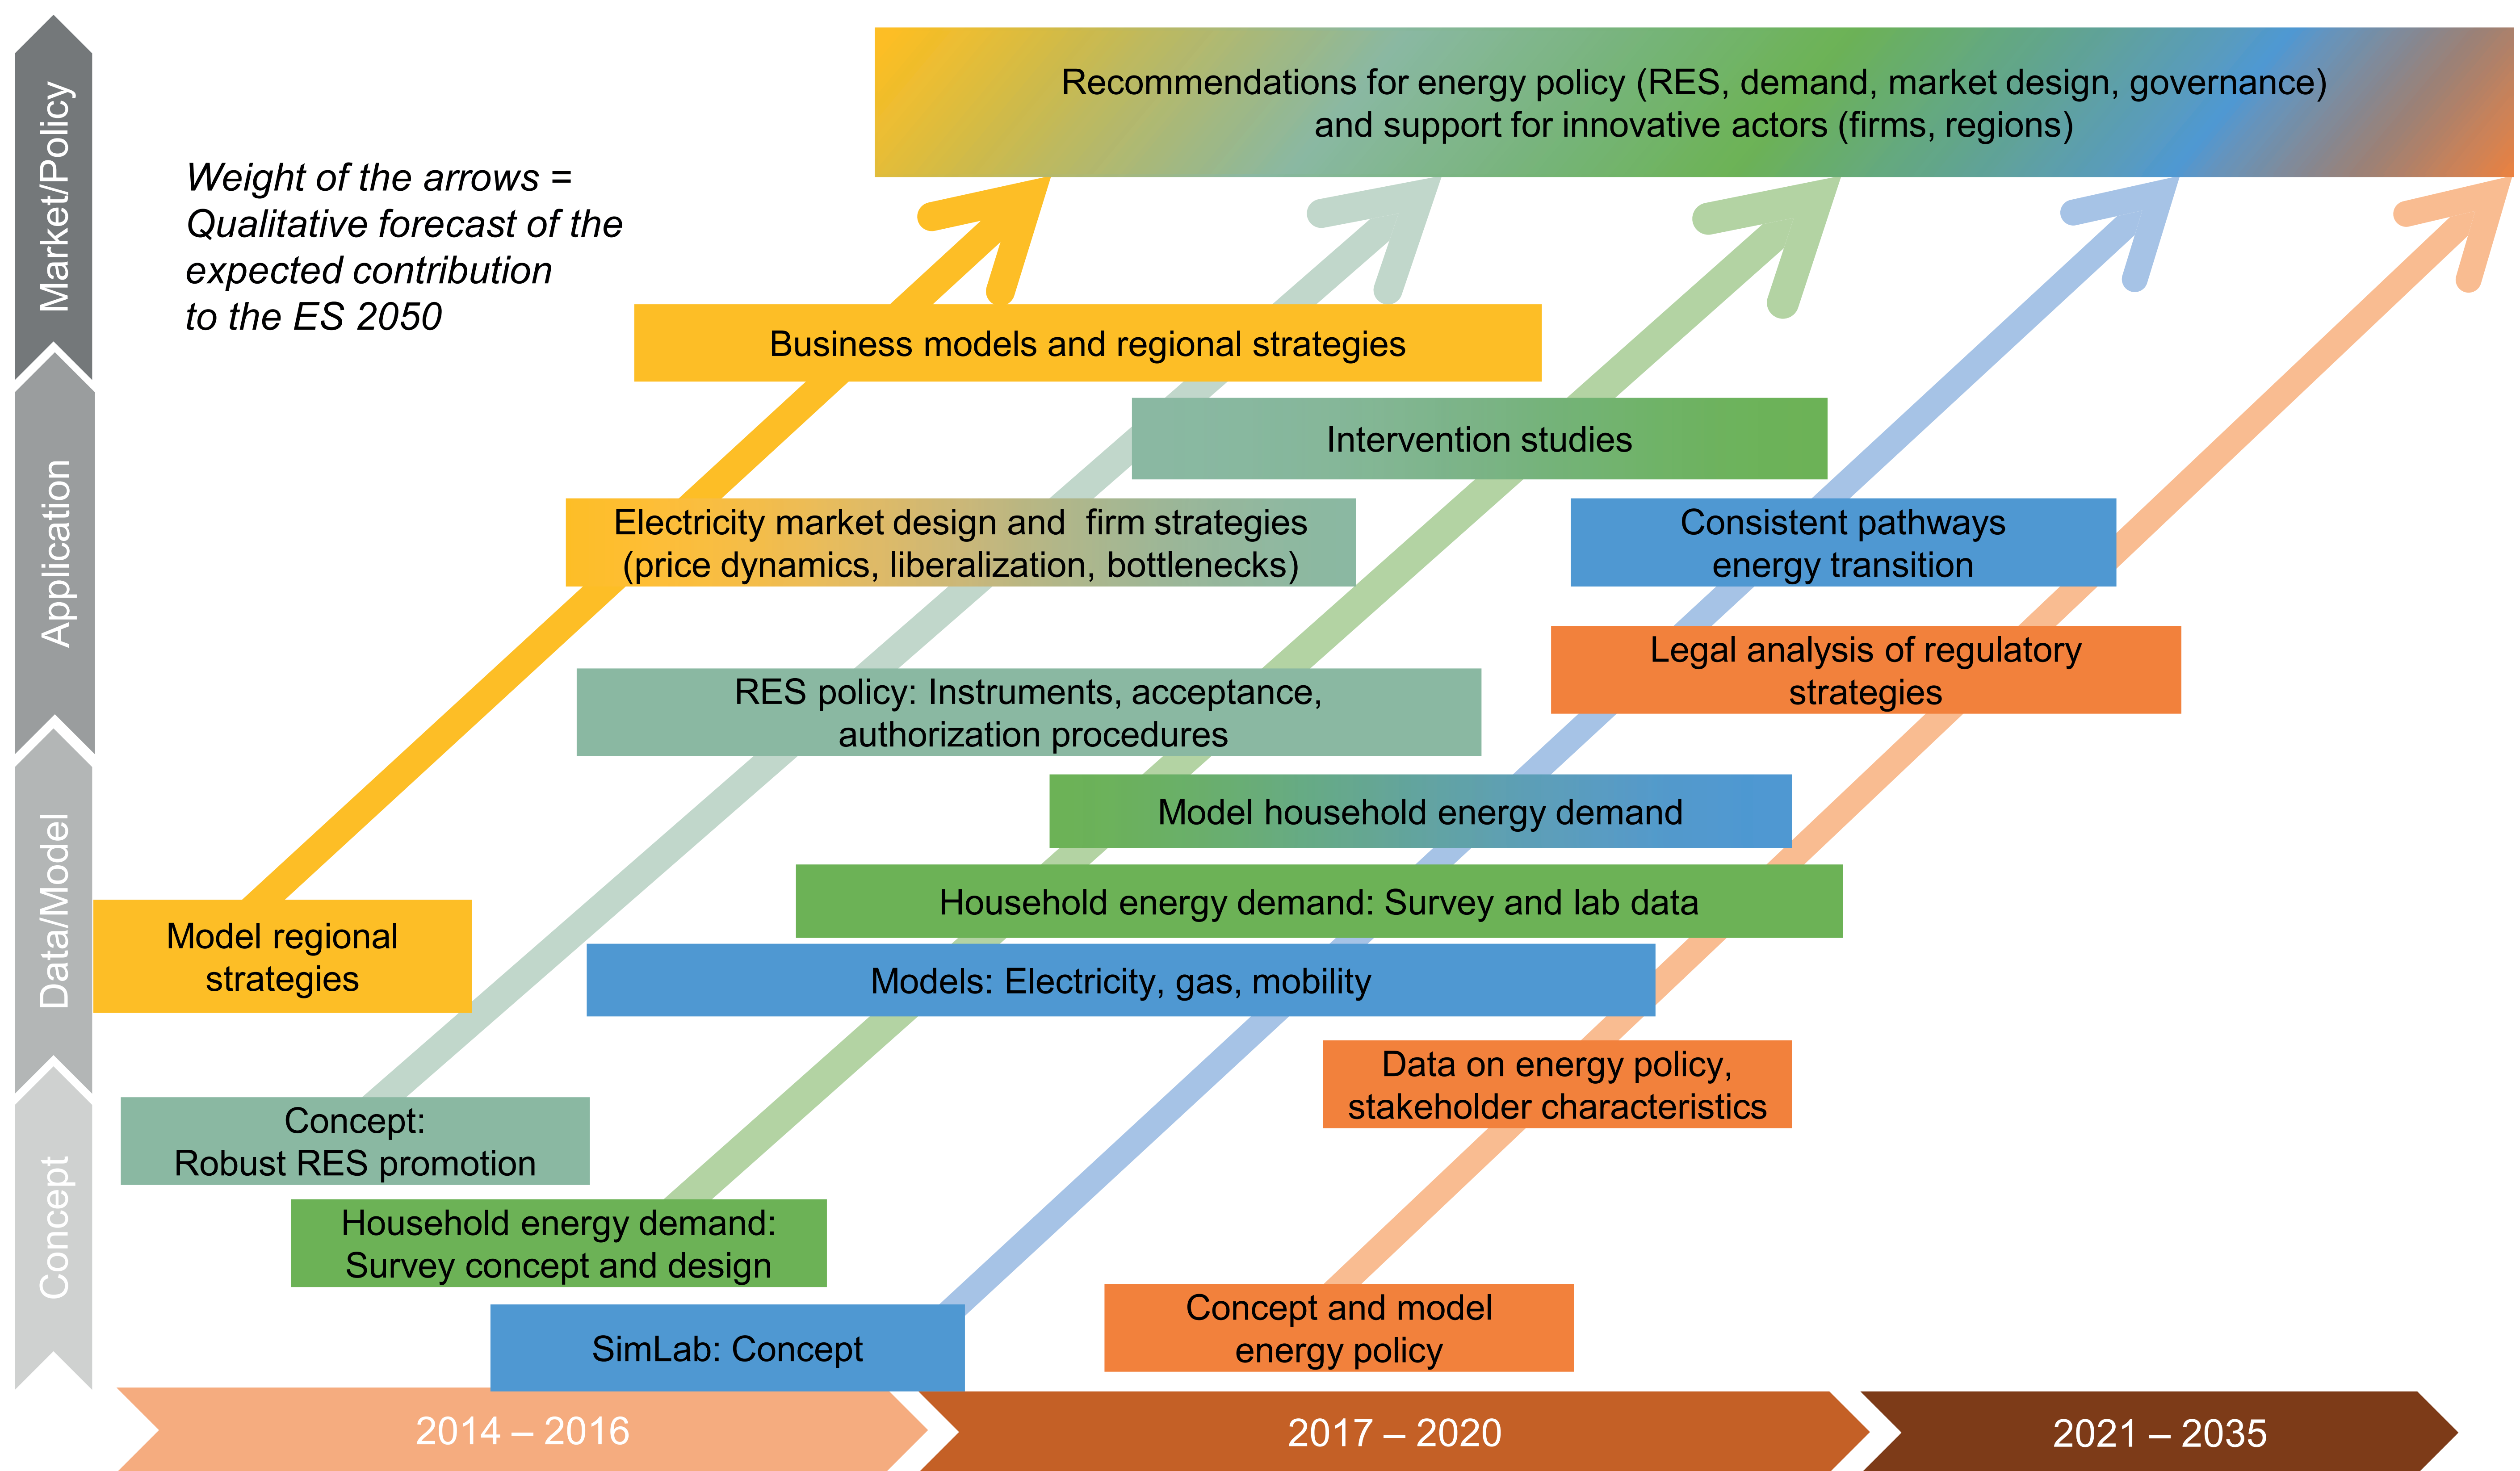 Recommendations for energy policy (RES, demand, market design, governance)
and support for innovative actors (firms, regions)
Market/Policy
Weight of the arrows =
Qualitative forecast of the
expected contribution
to the ES 2050
Business models and regional strategies
Intervention studies
Application
Electricity market design and firm strategies
(price dynamics, liberalization, bottlenecks)
Consistent pathways
energy transition
Legal analysis of regulatory
strategies
RES policy: Instruments, acceptance,
authorization procedures
Model household energy demand
Data/Model
Household energy demand: Survey and lab data
Model regional
strategies
Models: Electricity, gas, mobility
Data on energy policy,
stakeholder characteristics
Concept:
Robust RES promotion
Concept
Household energy demand:
Survey concept and design
SimLab: Concept
Concept and model
energy policy
2014 – 2016
2017 – 2020
2021 – 2035